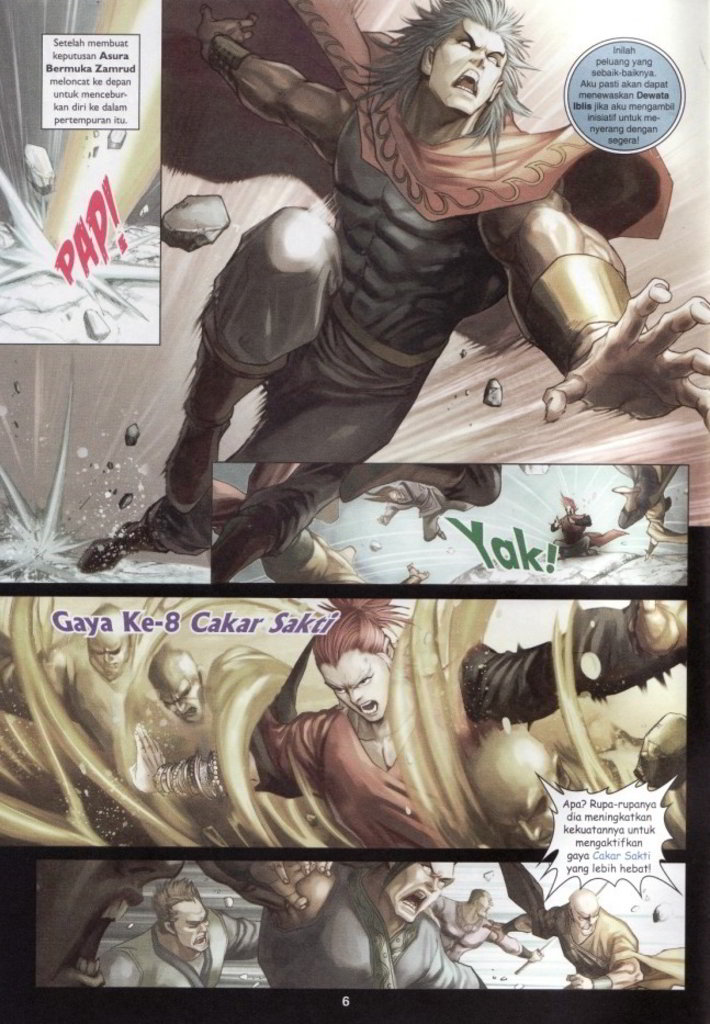 Setelah membuat
keputusan Asura
Bermuka Zamrud
meloncat ke depan
untuk mencebur-
kan diri ke dalam
pertempuran itu.
Inilah
peluang yang
sebaik-baiknya.
Aku pasti akan dapat
menewaskan Dewata
Iblis jika aku mengambil
inisiatif untuk me-
nyerang dengan
segera!
PAP!
Yak!
Gaya Ke-8 Cakar Sakti
Apa? Rupa-rupanya
dia meningkatkan
kekuatannya untuk
mengaktifkan
gaya Cakar Sakti
yang lebih hebat!
6